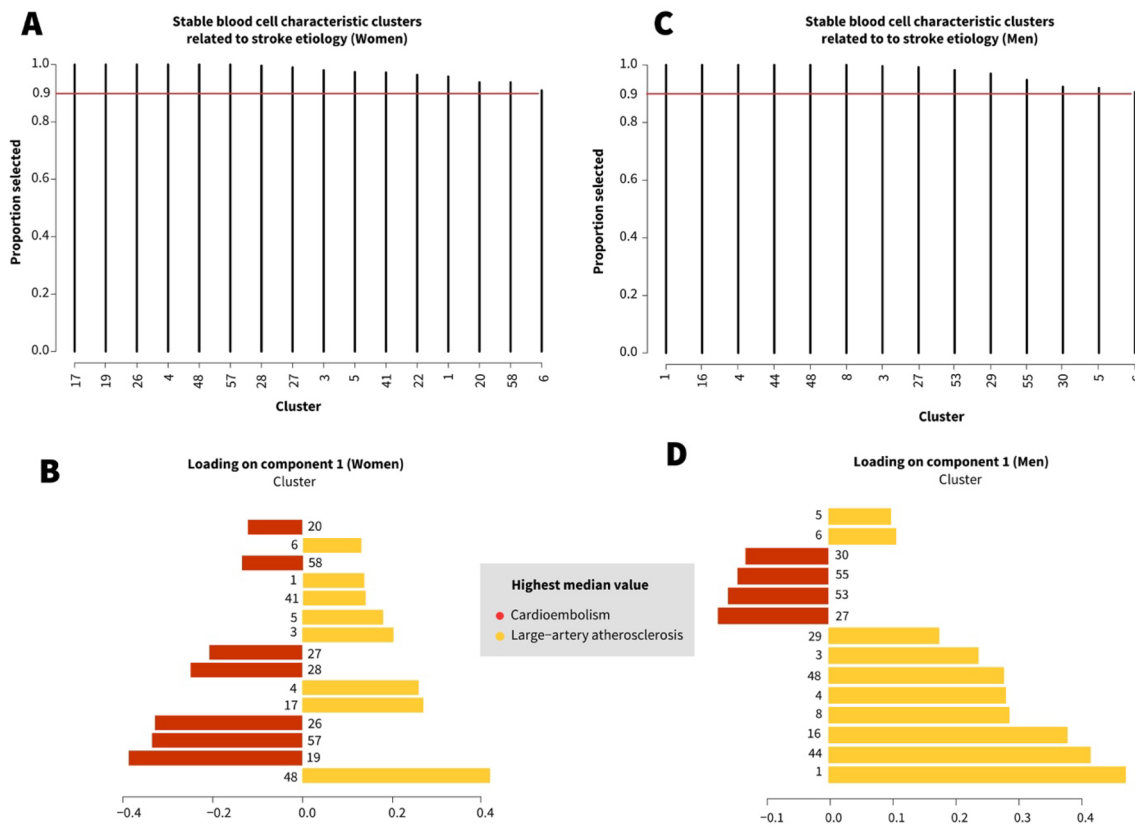 A
Stable blood cell characteristic clusters
related to stroke etiology (Women)
Proportion selected
1.0
0.9
0.8
0.6
0.4
0.2
0.0
17 19 26 4 48 57 28 27 3 5 41 22 1 20 58 6
Cluster
C
Stable blood cell characteristic clusters
related to to stroke etiology (Men)
Proportion selected
1.0
0.9
0.8
0.6
0.4
0.2
0.0
1 16 4 44 48 8 3 27 53 29 55 30 5
Cluster
B
Loading on component 1 (Women)
Cluster
20
6
58
1
41
5
3
27
28
4
17
26
57
19
48
−0.4 −0.2 0.0 0.2 0.4
Highest median value
Cardioembolism
Large−artery atherosclerosis
D
Loading on component 1 (Men)
Cluster
5
6
30
55
53
27
29
3
48
4
8
16
44
1
−0.1 0.0 0.1 0.2 0.3 0.4